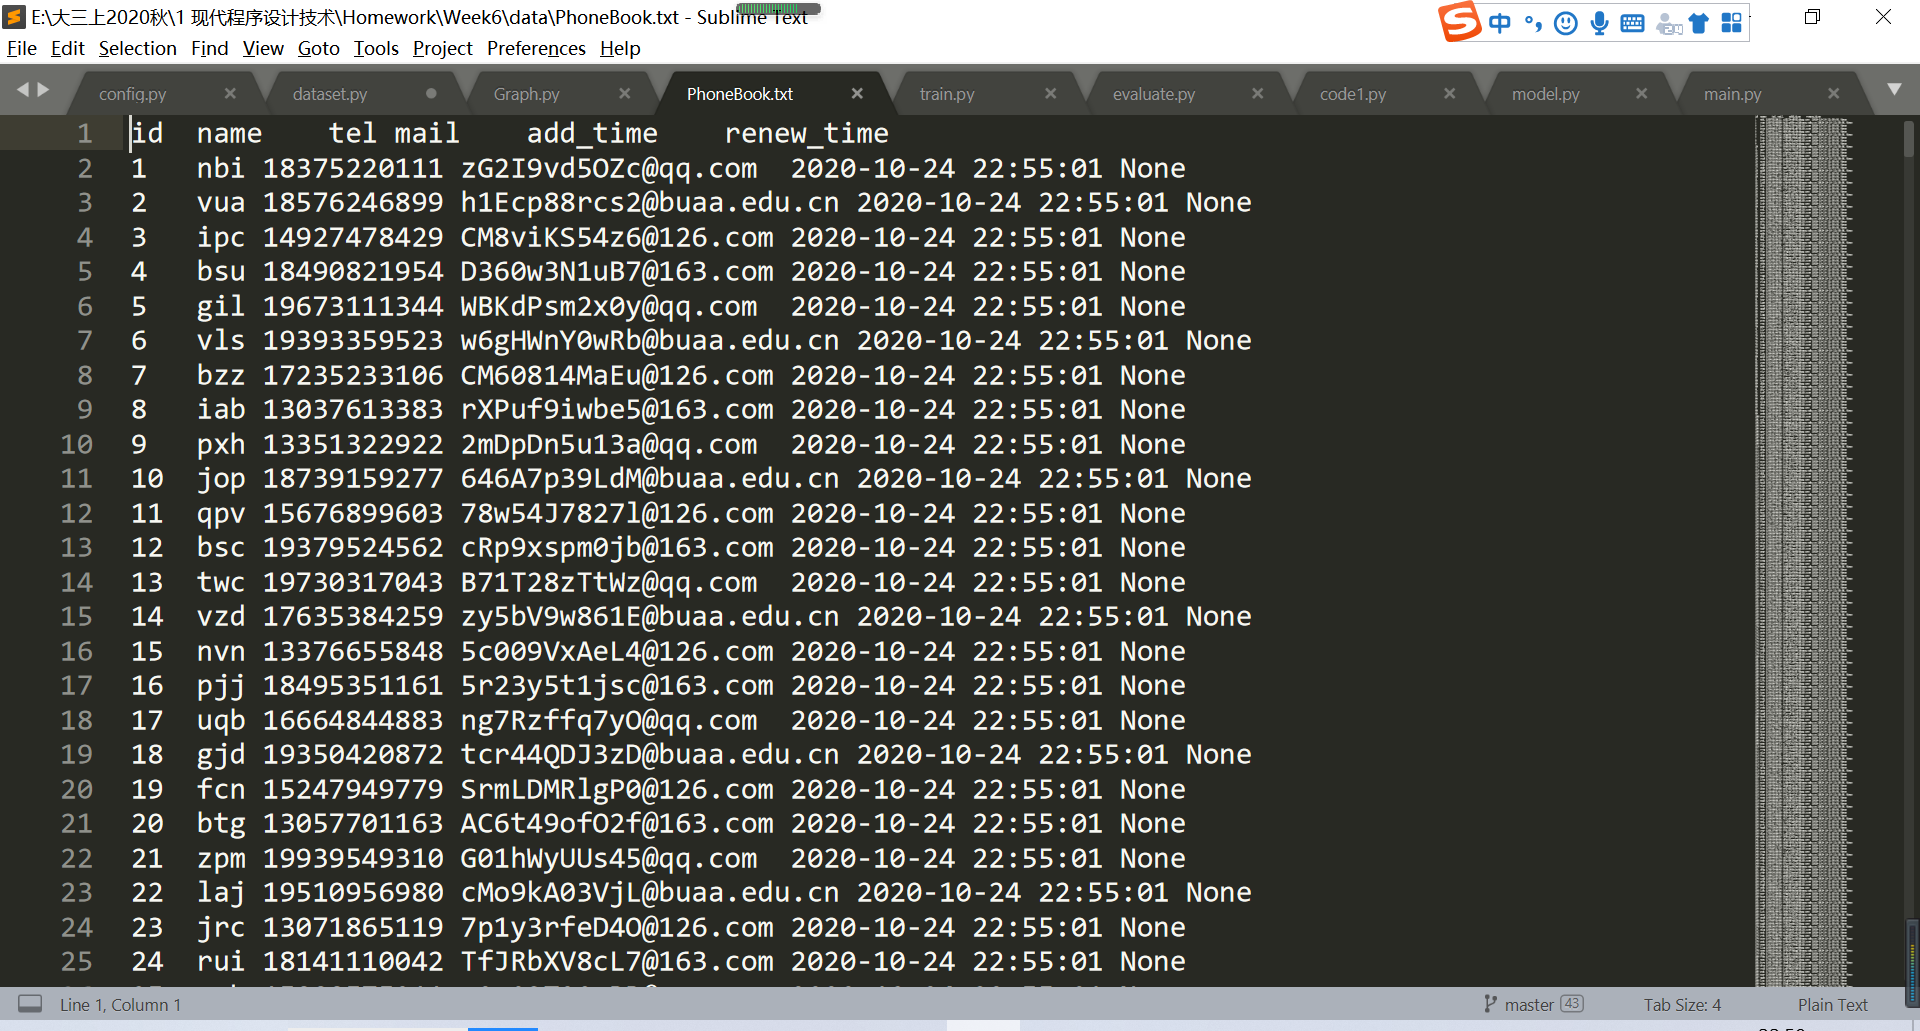 E:\大三上2020秋\1 现代程序设计技术\Homework\Week6\data\PhoneBook.txt - Sublime Text
中
File Edit Selection Find View Goto Tools Project Preferences Help
config.py dataset.py Graph.py PhoneBook.txt train.py evaluate.py code1.py model.py main.py
1 id name tel mail add_time renew_time
2 1 nbi 18375220111 zG2I9vd5OZc@qq.com 2020-10-24 22:55:01 None
3 2 vua 18576246899 h1Ecp88rcs2@buaa.edu.cn 2020-10-24 22:55:01 None
4 3 ipc 14927478429 CM8viKS54z6@126.com 2020-10-24 22:55:01 None
5 4 bsu 18490821954 D360w3N1uB7@163.com 2020-10-24 22:55:01 None
6 5 gil 19673111344 WBKdPsm2x0y@qq.com 2020-10-24 22:55:01 None
7 6 vls 19393359523 w6gHWnY0wRb@buaa.edu.cn 2020-10-24 22:55:01 None
8 7 bzz 17235233106 CM60814MaEu@126.com 2020-10-24 22:55:01 None
9 8 iab 13037613383 rXPuf9iwbe5@163.com 2020-10-24 22:55:01 None
10 9 pxh 13351322922 2mDpDn5u13a@qq.com 2020-10-24 22:55:01 None
11 10 jop 18739159277 646A7p39LdM@buaa.edu.cn 2020-10-24 22:55:01 None
12 11 qpv 15676899603 78w54J7827l@126.com 2020-10-24 22:55:01 None
13 12 bsc 19379524562 cRp9xspm0jb@163.com 2020-10-24 22:55:01 None
14 13 twc 19730317043 B71T28zTtWz@qq.com 2020-10-24 22:55:01 None
15 14 vzd 17635384259 zy5bV9w861E@buaa.edu.cn 2020-10-24 22:55:01 None
16 15 nvn 13376655848 5c009VxAeL4@126.com 2020-10-24 22:55:01 None
17 16 pjj 18495351161 5r23y5t1jsc@163.com 2020-10-24 22:55:01 None
18 17 uqb 16664844883 ng7Rzffq7yO@qq.com 2020-10-24 22:55:01 None
19 18 gjd 19350420872 tcr44QDJ3zD@buaa.edu.cn 2020-10-24 22:55:01 None
20 19 fcn 15247949779 SrmLDMRlgP0@126.com 2020-10-24 22:55:01 None
21 20 btg 13057701163 AC6t49ofO2f@163.com 2020-10-24 22:55:01 None
22 21 zpm 19939549310 G01hWyUUs45@qq.com 2020-10-24 22:55:01 None
23 22 laj 19510956980 cMo9kA03VjL@buaa.edu.cn 2020-10-24 22:55:01 None
24 23 jrc 13071865119 7p1y3rfeD4O@126.com 2020-10-24 22:55:01 None
25 24 rui 18141110042 TfJRbXV8cL7@163.com 2020-10-24 22:55:01 None
Line 1, Column 1 master 43 Tab Size: 4 Plain Text